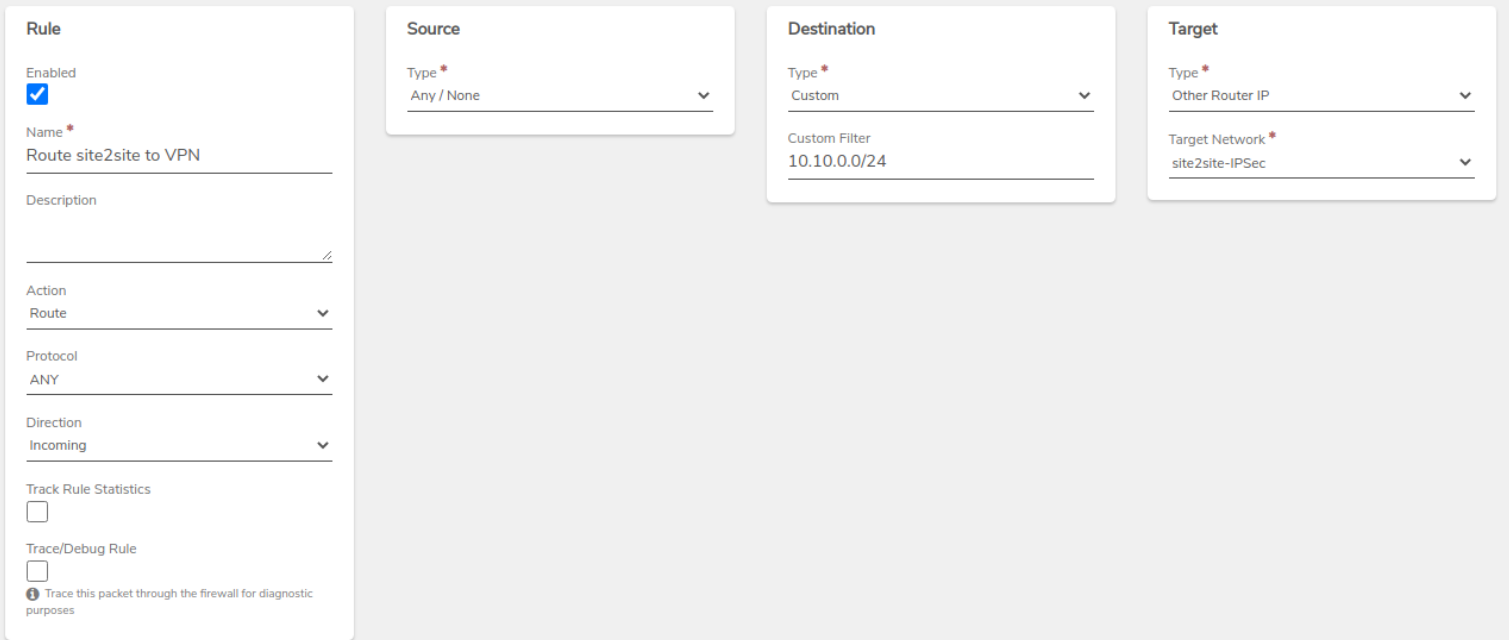 Rule
Enabled
Name *
Route site2site to VPN
Description
Action
Route
Protocol
ANY
Direction
Incoming
Track Rule Statistics
Trace/Debug Rule
Trace this packet through the firewall for diagnostic
purposes
Source
Type *
Any / None
Destination
Type *
Custom
Custom Filter
10.10.0.0/24
Target
Type *
Other Router IP
Target Network *
site2site-IPSec